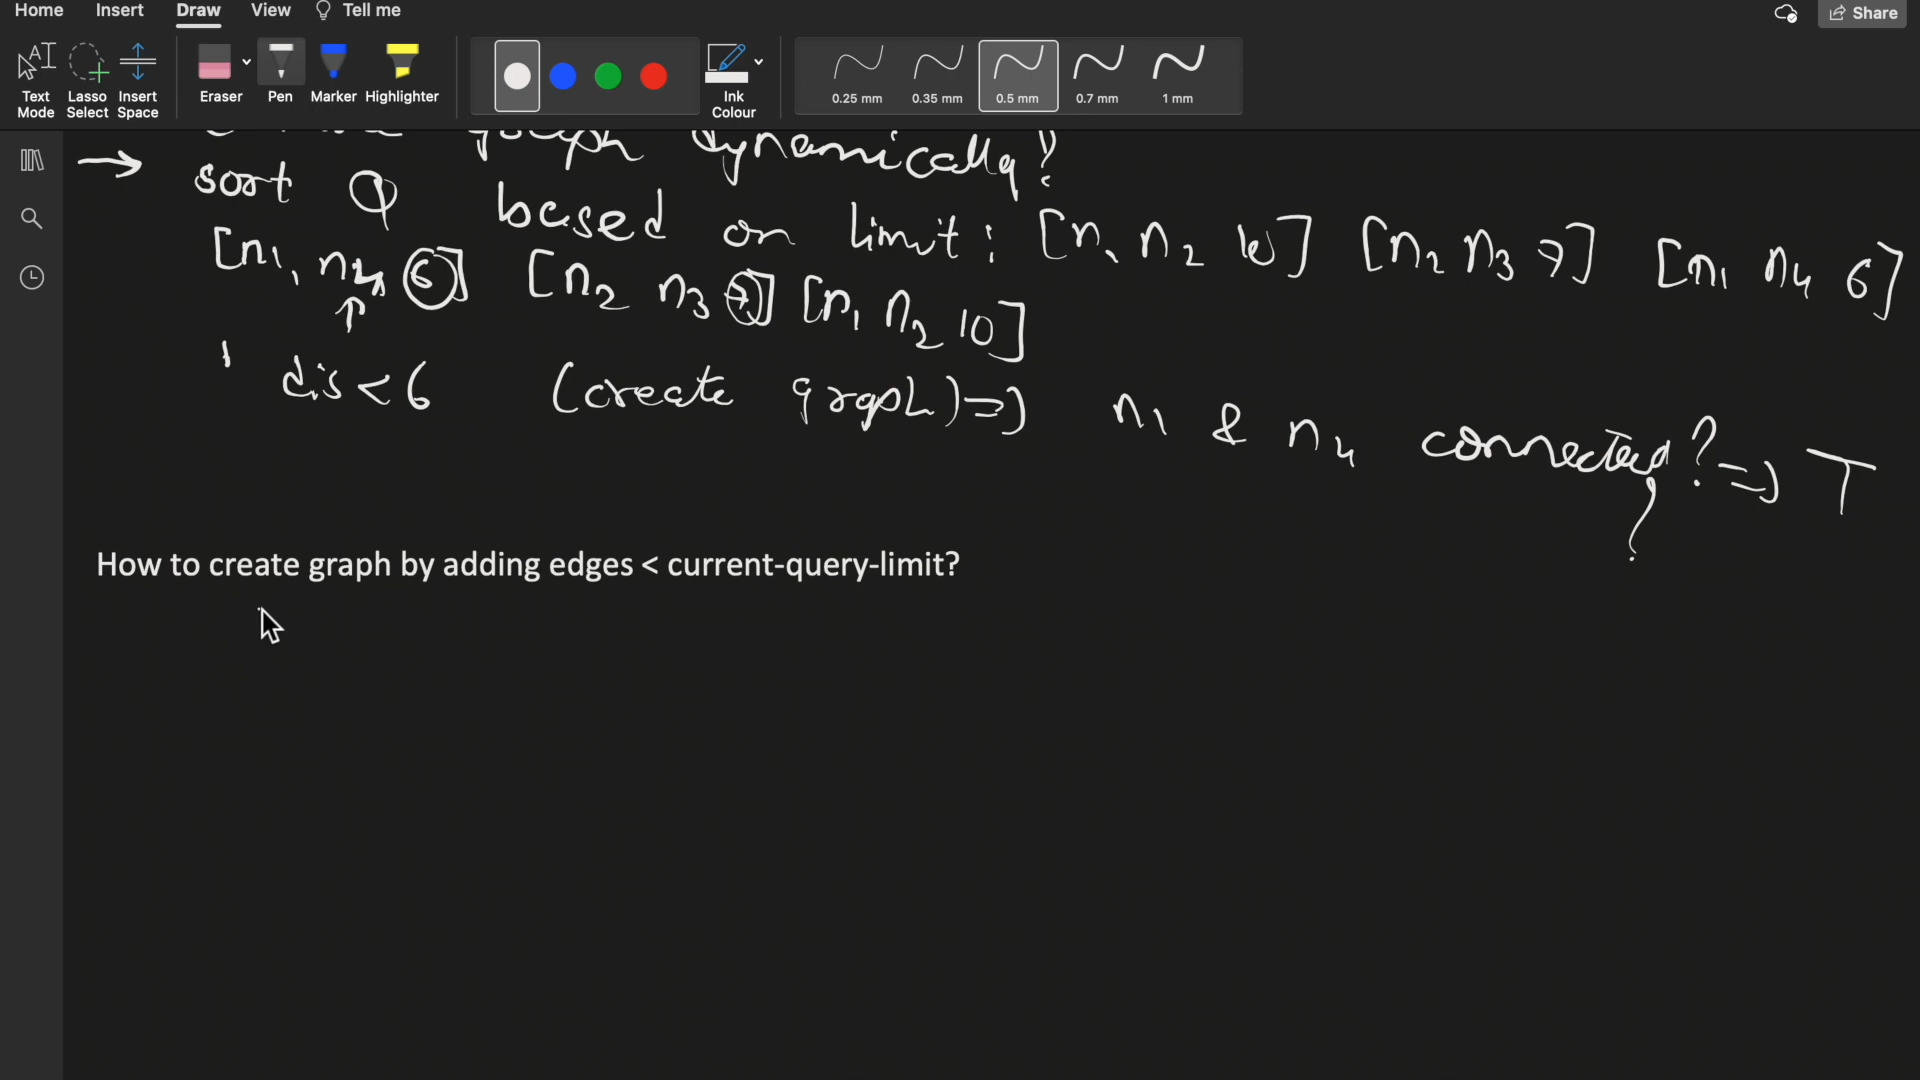 Home Insert Draw View Tell me Share
Text Mode Lasso Select Insert Space Eraser Pen Marker Highlighter Ink Colour 0.25 mm 0.35 mm 0.5 mm 0.7 mm 1 mm
graph dynamically?
→ sort Q based on limit: [n1 n2 10] [n2 n3 7] [n1 n4 6]
[n1, n4 6] [n2 n3 7] [n1 n2 10]
dis < 6 (create graph) => n1 & n4 connected? => T
?
How to create graph by adding edges < current-query-limit?